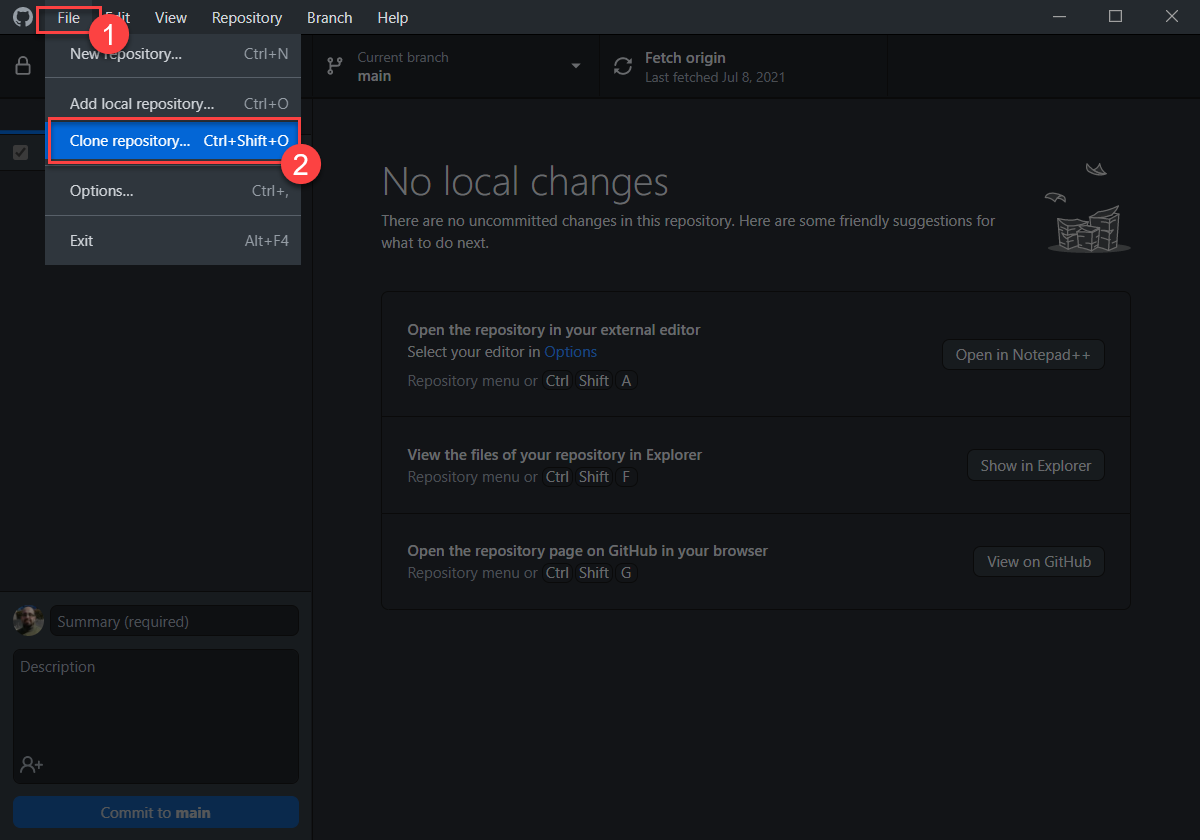 File Edit View Repository Branch Help
1
New repository... Ctrl+N
Add local repository... Ctrl+O
Clone repository... Ctrl+Shift+O
2
Options... Ctrl+,
Exit Alt+F4
Current branch
main
Fetch origin
Last fetched Jul 8, 2021
No local changes
There are no uncommitted changes in this repository. Here are some friendly suggestions for
what to do next.
Open the repository in your external editor
Select your editor in Options
Repository menu or Ctrl Shift A
Open in Notepad++
View the files of your repository in Explorer
Repository menu or Ctrl Shift F
Show in Explorer
Open the repository page on GitHub in your browser
Repository menu or Ctrl Shift G
View on GitHub
Summary (required)
Description
Commit to main